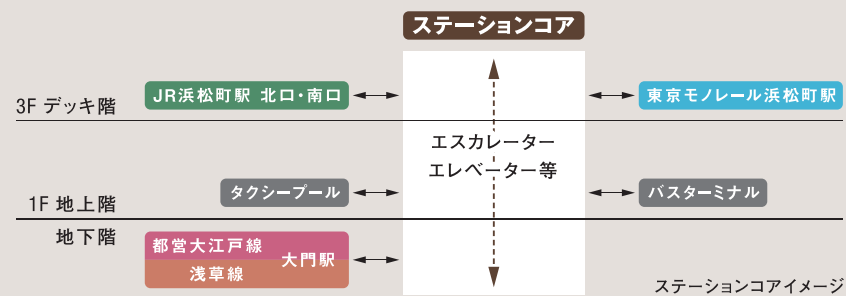 ステーションコア
JR浜松町駅 北口・南口
東京モノレール浜松町駅
3F デッキ階
エスカレーター
エレベーター等
タクシープール
バスターミナル
1F 地上階
地下階
都営大江戸線
大門駅
浅草線
ステーションコアイメージ